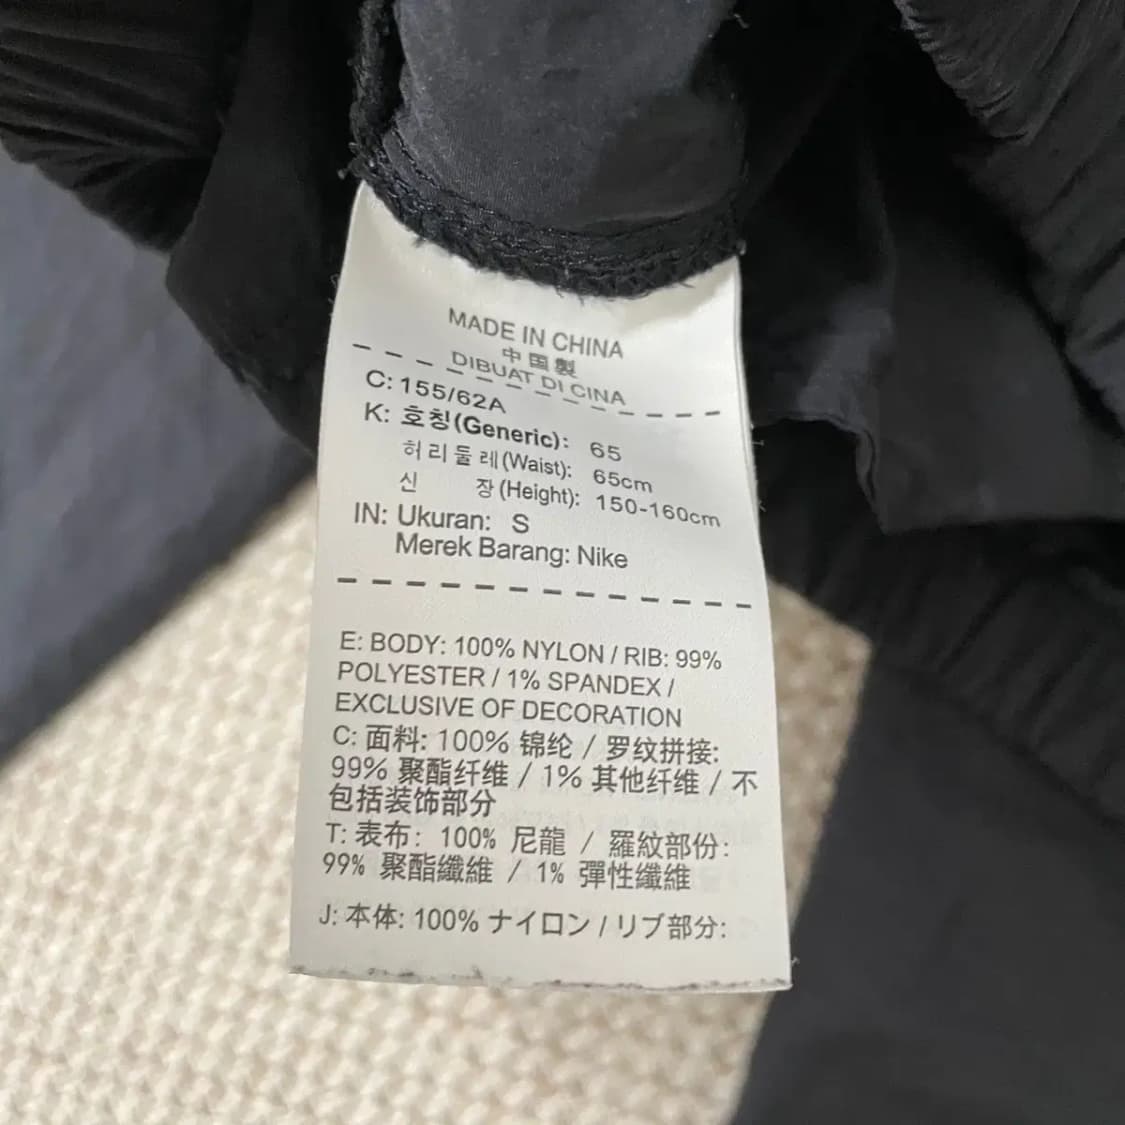 MADE IN CHINA
中国製
DIBUAT DI CINA
C: 155/62A
K: 호칭(Generic): 65
허리둘레(Waist): 65cm
신 장(Height): 150-160cm
IN: Ukuran: S
Merek Barang: Nike
E: BODY: 100% NYLON / RIB: 99%
POLYESTER / 1% SPANDEX /
EXCLUSIVE OF DECORATION
C: 面料: 100% 锦纶 / 罗纹拼接:
99% 聚酯纤维 / 1% 其他纤维 / 不
包括装饰部分
T: 表布: 100% 尼龍 / 羅紋部份:
99% 聚酯纖維 / 1% 彈性纖維
J: 本体: 100% ナイロン / リブ部分: